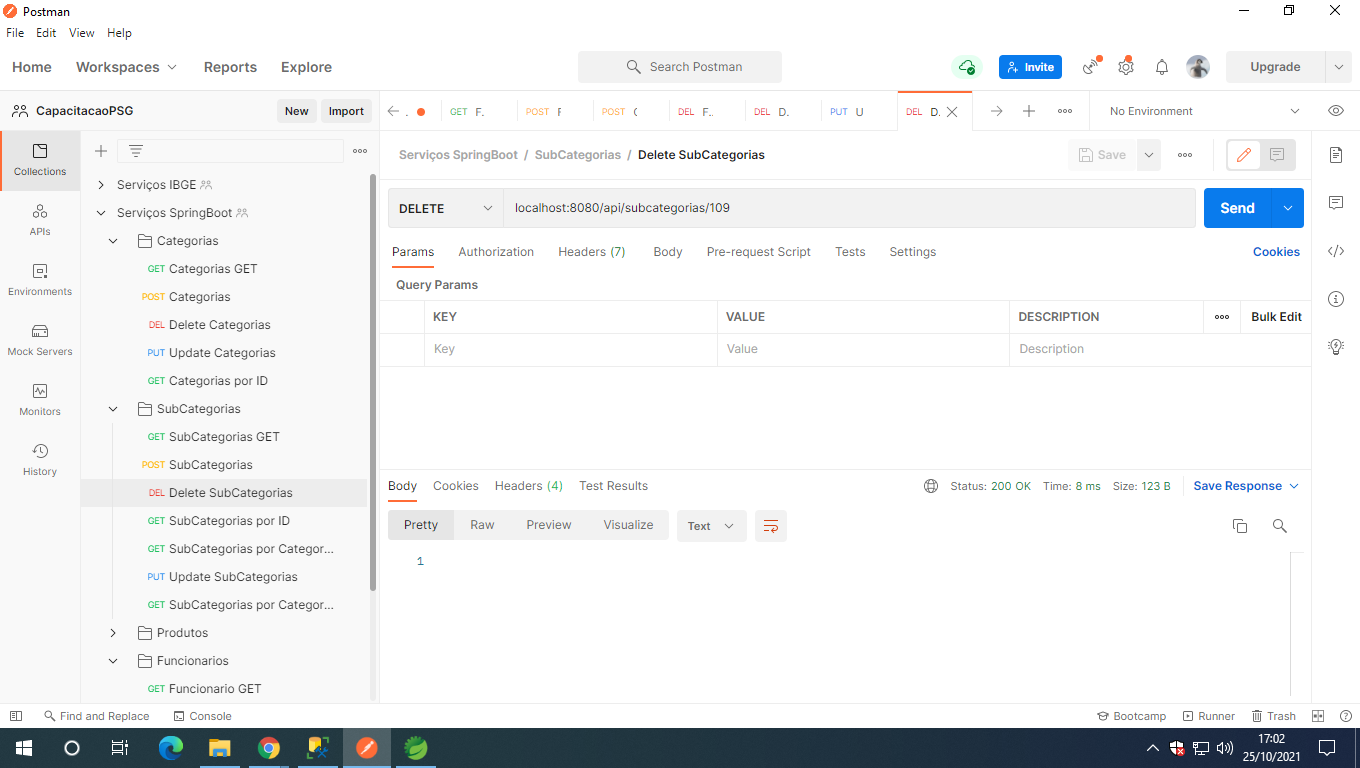 Postman
File Edit View Help
Home Workspaces Reports Explore Search Postman Invite Upgrade
CapacitacaoPSG New Import
. GET F. POST F POST C DEL F.. DEL D. PUT U DEL D. No Environment
Collections
APIs
Environments
Mock Servers
Monitors
History
Serviços IBGE
Serviços SpringBoot
Categorias
GET Categorias GET
POST Categorias
DEL Delete Categorias
PUT Update Categorias
GET Categorias por ID
SubCategorias
GET SubCategorias GET
POST SubCategorias
DEL Delete SubCategorias
GET SubCategorias por ID
GET SubCategorias por Categor...
PUT Update SubCategorias
GET SubCategorias por Categor...
Produtos
Funcionarios
GET Funcionario GET
Serviços SpringBoot / SubCategorias / Delete SubCategorias Save
DELETE localhost:8080/api/subcategorias/109 Send
Params Authorization Headers (7) Body Pre-request Script Tests Settings Cookies
Query Params
KEY VALUE DESCRIPTION Bulk Edit
Key Value Description
Body Cookies Headers (4) Test Results Status: 200 OK Time: 8 ms Size: 123 B Save Response
Pretty Raw Preview Visualize Text
1
Find and Replace Console Bootcamp Runner Trash
17:02
25/10/2021